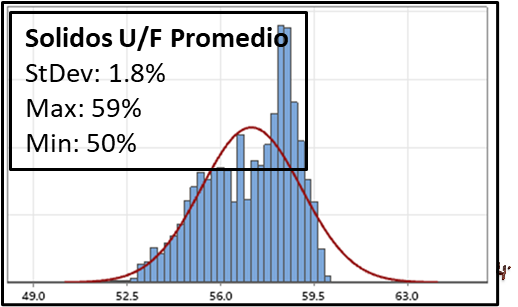 Solidos U/F Promedio
StDev: 1.8%
Max: 59%
Min: 50%
49.0 52.5 56.0 59.5 63.0